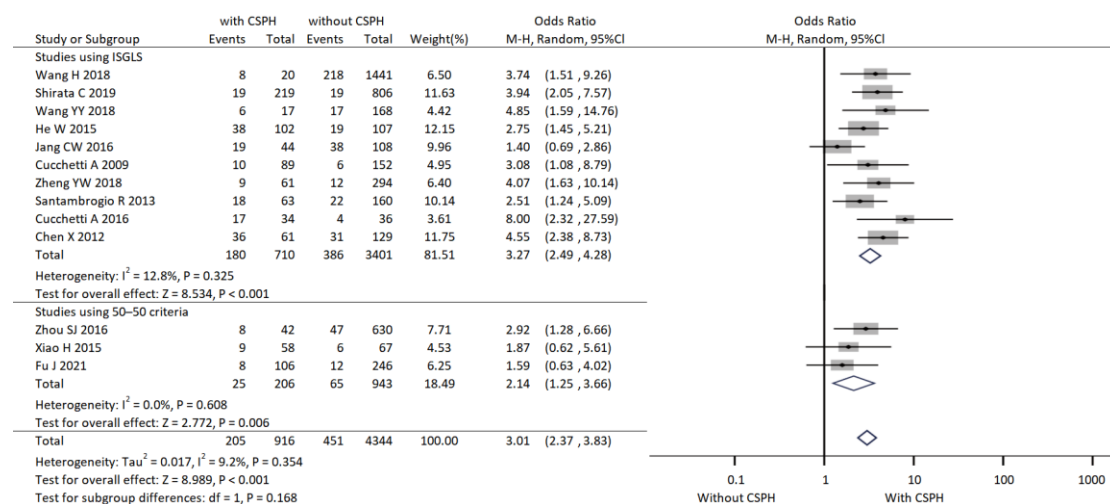 with CSPH without CSPH Odds Ratio Odds Ratio
Study or Subgroup Events Total Events Total Weight(%) M-H, Random, 95%CI M-H, Random, 95%CI
Studies using ISGLS
Wang H 2018 8 20 218 1441 6.50 3.74 (1.51 , 9.26)
Shirata C 2019 19 219 19 806 11.63 3.94 (2.05 , 7.57)
Wang YY 2018 6 17 17 168 4.42 4.85 (1.59 , 14.76)
He W 2015 38 102 19 107 12.15 2.75 (1.45 , 5.21)
Jang CW 2016 19 44 38 108 9.96 1.40 (0.69 , 2.86)
Cucchetti A 2009 10 89 6 152 4.95 3.08 (1.08 , 8.79)
Zheng YW 2018 9 61 12 294 6.40 4.07 (1.63 , 10.14)
Santambrogio R 2013 18 63 22 160 10.14 2.51 (1.24 , 5.09)
Cucchetti A 2016 17 34 4 36 3.61 8.00 (2.32 , 27.59)
Chen X 2012 36 61 31 129 11.75 4.55 (2.38 , 8.73)
Total 180 710 386 3401 81.51 3.27 (2.49 , 4.28)
Heterogeneity: I² = 12.8%, P = 0.325
Test for overall effect: Z = 8.534, P < 0.001
Studies using 50–50 criteria
Zhou SJ 2016 8 42 47 630 7.71 2.92 (1.28 , 6.66)
Xiao H 2015 9 58 6 67 4.53 1.87 (0.62 , 5.61)
Fu J 2021 8 106 12 246 6.25 1.59 (0.63 , 4.02)
Total 25 206 65 943 18.49 2.14 (1.25 , 3.66)
Heterogeneity: I² = 0.0%, P = 0.608
Test for overall effect: Z = 2.772, P = 0.006
Total 205 916 451 4344 100.00 3.01 (2.37 , 3.83)
Heterogeneity: Tau² = 0.017, I² = 9.2%, P = 0.354
Test for overall effect: Z = 8.989, P < 0.001
Test for subgroup differences: df = 1, P = 0.168
0.1 1 10 100 1000
Without CSPH With CSPH